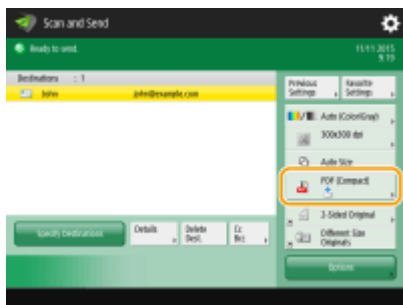 Scan and Send
Ready to send.
11/11 2015
9:19
Destinations : 1
John john@example.com
Previous Settings
Favorite Settings
Auto (Color/Gray)
300x300 dpi
Auto Size
PDF (Compact)
2-Sided Original
Different Size Originals
Specify Destinations
Details
Delete Dest.
Cc Bcc
Options